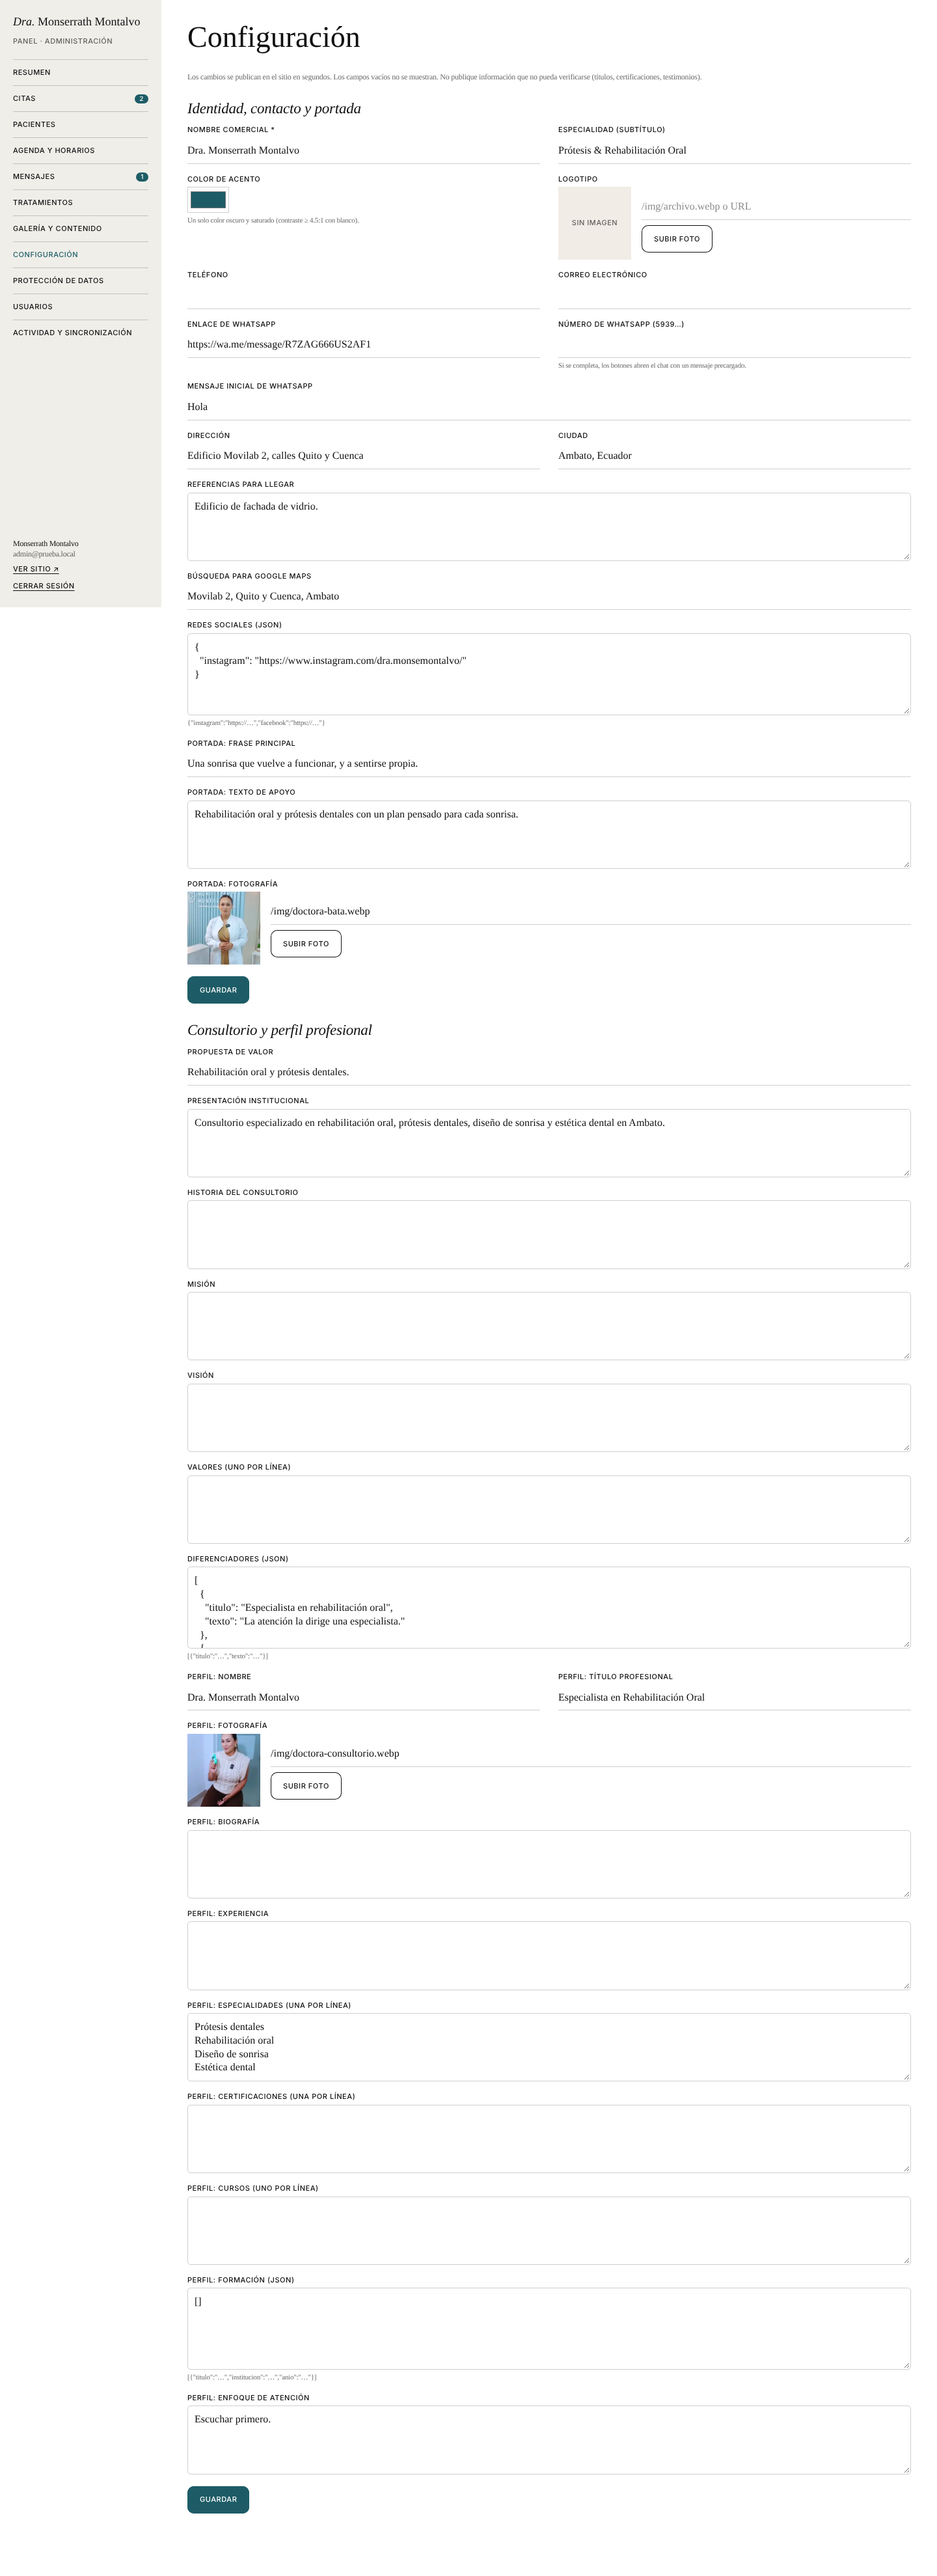 Dra. Monserrath Montalvo
PANEL · ADMINISTRACIÓN
RESUMEN
CITAS 2
PACIENTES
AGENDA Y HORARIOS
MENSAJES 1
TRATAMIENTOS
GALERÍA Y CONTENIDO
CONFIGURACIÓN
PROTECCIÓN DE DATOS
USUARIOS
ACTIVIDAD Y SINCRONIZACIÓN
Monserrath Montalvo
admin@prueba.local
VER SITIO ↗
CERRAR SESIÓN
Configuración
Los cambios se publican en el sitio en segundos. Los campos vacíos no se muestran. No publique información que no pueda verificarse (títulos, certificaciones, testimonios).
Identidad, contacto y portada
NOMBRE COMERCIAL *
Dra. Monserrath Montalvo
ESPECIALIDAD (SUBTÍTULO)
Prótesis & Rehabilitación Oral
COLOR DE ACENTO
Un solo color oscuro y saturado (contraste ≥ 4.5:1 con blanco).
LOGOTIPO
SIN IMAGEN
/img/archivo.webp o URL
SUBIR FOTO
TELÉFONO
CORREO ELECTRÓNICO
ENLACE DE WHATSAPP
https://wa.me/message/R7ZAG666US2AF1
NÚMERO DE WHATSAPP (5939…)
Si se completa, los botones abren el chat con un mensaje precargado.
MENSAJE INICIAL DE WHATSAPP
Hola
DIRECCIÓN
Edificio Movilab 2, calles Quito y Cuenca
CIUDAD
Ambato, Ecuador
REFERENCIAS PARA LLEGAR
Edificio de fachada de vidrio.
BÚSQUEDA PARA GOOGLE MAPS
Movilab 2, Quito y Cuenca, Ambato
REDES SOCIALES (JSON)
{
"instagram": "https://www.instagram.com/dra.monsemontalvo/"
}
{"instagram":"https://…","facebook":"https://…"}
PORTADA: FRASE PRINCIPAL
Una sonrisa que vuelve a funcionar, y a sentirse propia.
PORTADA: TEXTO DE APOYO
Rehabilitación oral y prótesis dentales con un plan pensado para cada sonrisa.
PORTADA: FOTOGRAFÍA
/img/doctora-bata.webp
SUBIR FOTO
GUARDAR
Consultorio y perfil profesional
PROPUESTA DE VALOR
Rehabilitación oral y prótesis dentales.
PRESENTACIÓN INSTITUCIONAL
Consultorio especializado en rehabilitación oral, prótesis dentales, diseño de sonrisa y estética dental en Ambato.
HISTORIA DEL CONSULTORIO
MISIÓN
VISIÓN
VALORES (UNO POR LÍNEA)
DIFERENCIADORES (JSON)
[
{
"titulo": "Especialista en rehabilitación oral",
"texto": "La atención la dirige una especialista."
},
{
[{"titulo":"…","texto":"…"}]
PERFIL: NOMBRE
Dra. Monserrath Montalvo
PERFIL: TÍTULO PROFESIONAL
Especialista en Rehabilitación Oral
PERFIL: FOTOGRAFÍA
/img/doctora-consultorio.webp
SUBIR FOTO
PERFIL: BIOGRAFÍA
PERFIL: EXPERIENCIA
PERFIL: ESPECIALIDADES (UNA POR LÍNEA)
Prótesis dentales
Rehabilitación oral
Diseño de sonrisa
Estética dental
PERFIL: CERTIFICACIONES (UNA POR LÍNEA)
PERFIL: CURSOS (UNO POR LÍNEA)
PERFIL: FORMACIÓN (JSON)
[]
[{"titulo":"…","institucion":"…","anio":"…"}]
PERFIL: ENFOQUE DE ATENCIÓN
Escuchar primero.
GUARDAR